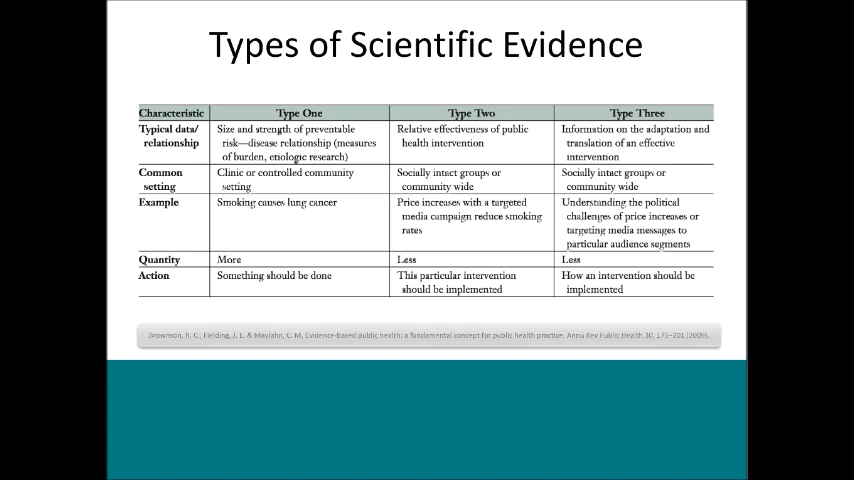 Types of Scientific Evidence
Characteristic Type One Type Two Type Three
Typical data/ Size and strength of preventable Relative effectiveness of public Information on the adaptation and
relationship risk—disease relationship (measures health intervention translation of an effective
of burden, etiologic research) intervention
Common Clinic or controlled community Socially intact groups or Socially intact groups or
setting setting community wide community wide
Example Smoking causes lung cancer Price increases with a targeted Understanding the political
media campaign reduce smoking challenges of price increases or
rates targeting media messages to
particular audience segments
Quantity More Less Less
Action Something should be done This particular intervention How an intervention should be
should be implemented implemented
Brownson, R. C., Fielding, J. E. & Maylahn, C. M. Evidence-based public health: a fundamental concept for public health practice. Annu Rev Public Health 30, 175–201 (2009).